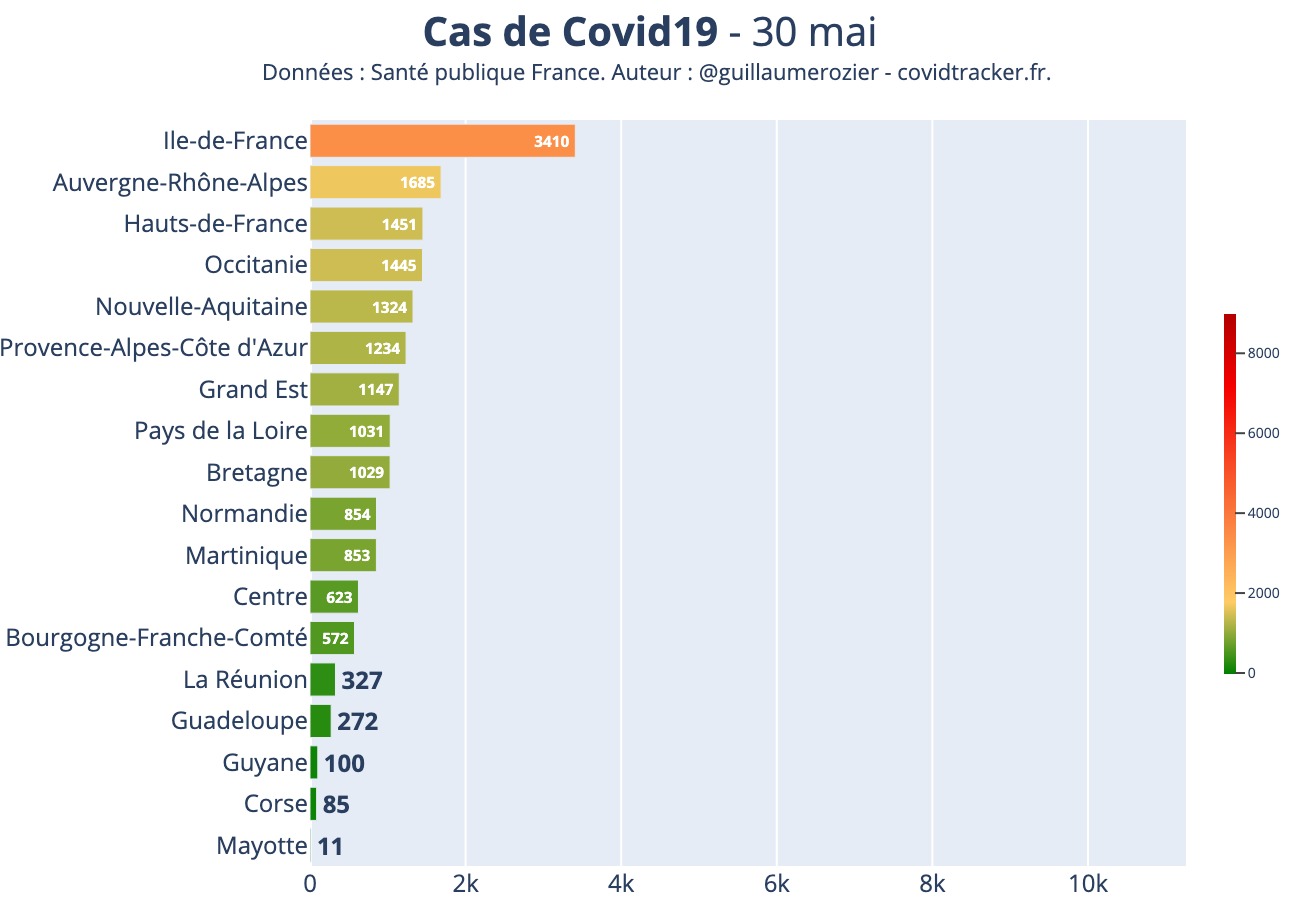 Cas de Covid19 - 30 mai
Données : Santé publique France. Auteur : @guillaumerozier - covidtracker.fr.
Ile-de-France 3410
Auvergne-Rhône-Alpes 1685
Hauts-de-France 1451
Occitanie 1445
Nouvelle-Aquitaine 1324
Provence-Alpes-Côte d'Azur 1234
Grand Est 1147
Pays de la Loire 1031
Bretagne 1029
Normandie 854
Martinique 853
Centre 623
Bourgogne-Franche-Comté 572
La Réunion 327
Guadeloupe 272
Guyane 100
Corse 85
Mayotte 11
0 2k 4k 6k 8k 10k
8000
6000
4000
2000
0